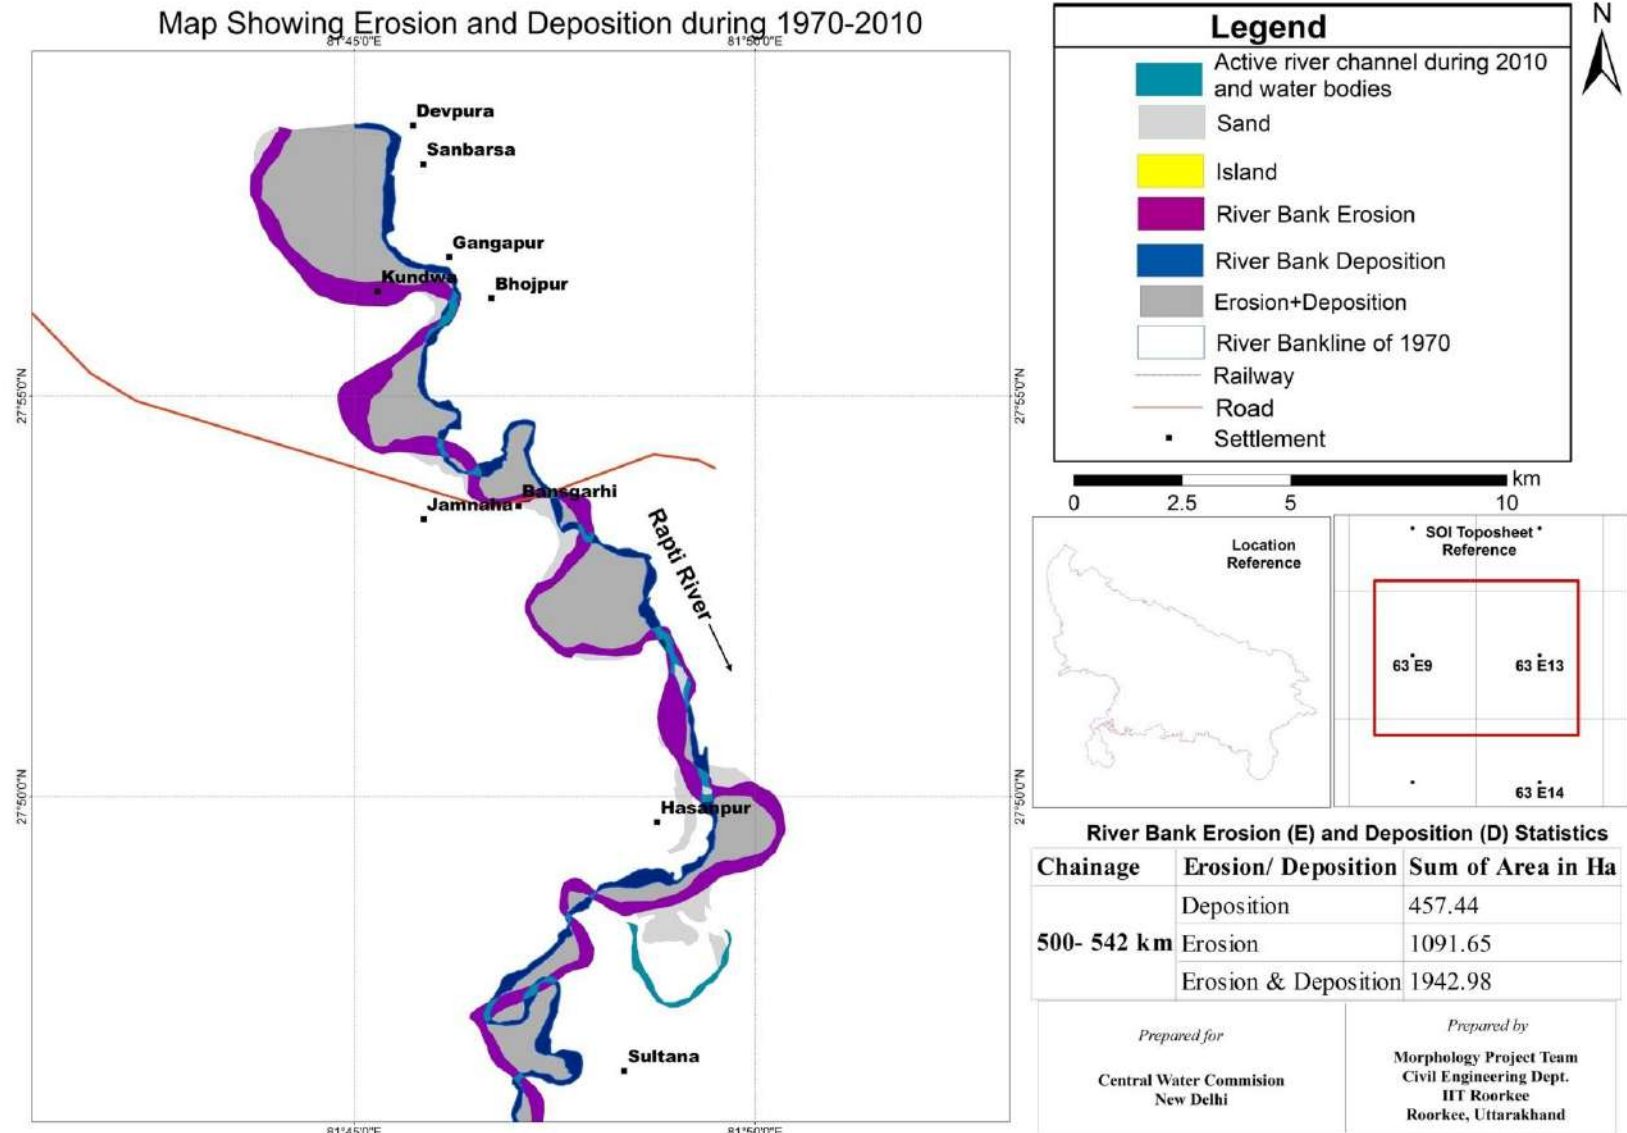 Map Showing Erosion and Deposition during 1970-2010
81°45'0"E
81°50'0"E
N
Legend
Active river channel during 2010
and water bodies
Sand
Island
River Bank Erosion
River Bank Deposition
Erosion+Deposition
River Bankline of 1970
Railway
Road
Settlement
Devpura
Sanbarsa
Gangapur
Kundwa
Bhojpur
27°55'0"N
27°55'0"N
Bansgarhi
Jamnaha
Rapti River
27°50'0"N
27°50'0"N
Hasanpur
Sultana
81°45'0"E
81°50'0"E
km
0 2.5 5 10
Location
Reference
SOI Toposheet
Reference
63 E9
63 E13
63 E14
River Bank Erosion (E) and Deposition (D) Statistics
Chainage Erosion/ Deposition Sum of Area in Ha
Deposition 457.44
500- 542 km Erosion 1091.65
Erosion & Deposition 1942.98
Prepared for
Central Water Commision
New Delhi
Prepared by
Morphology Project Team
Civil Engineering Dept.
IIT Roorkee
Roorkee, Uttarakhand